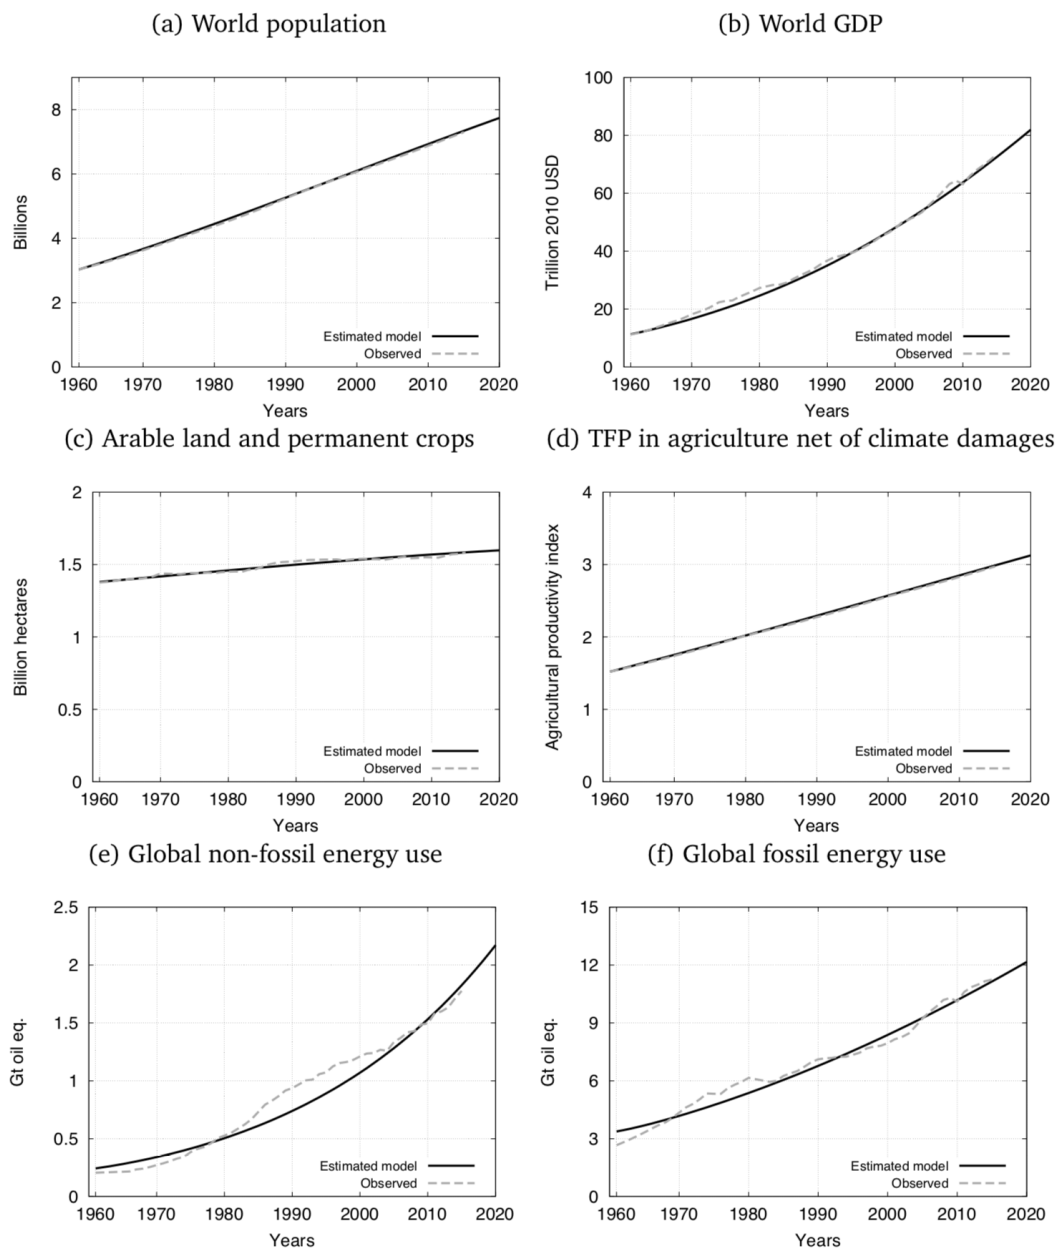 (a) World population
Billions
8
6
4
2
0
1960 1970 1980 1990 2000 2010 2020
Years
Estimated model
Observed
(b) World GDP
Trillion 2010 USD
100
80
60
40
20
0
1960 1970 1980 1990 2000 2010 2020
Years
Estimated model
Observed
(c) Arable land and permanent crops
Billion hectares
2
1.5
1
0.5
0
1960 1970 1980 1990 2000 2010 2020
Years
Estimated model
Observed
(d) TFP in agriculture net of climate damages
Agricultural productivity index
4
3
2
1
0
1960 1970 1980 1990 2000 2010 2020
Years
Estimated model
Observed
(e) Global non-fossil energy use
Gt oil eq.
2.5
2
1.5
1
0.5
0
1960 1970 1980 1990 2000 2010 2020
Years
Estimated model
Observed
(f) Global fossil energy use
Gt oil eq.
15
12
9
6
3
0
1960 1970 1980 1990 2000 2010 2020
Years
Estimated model
Observed